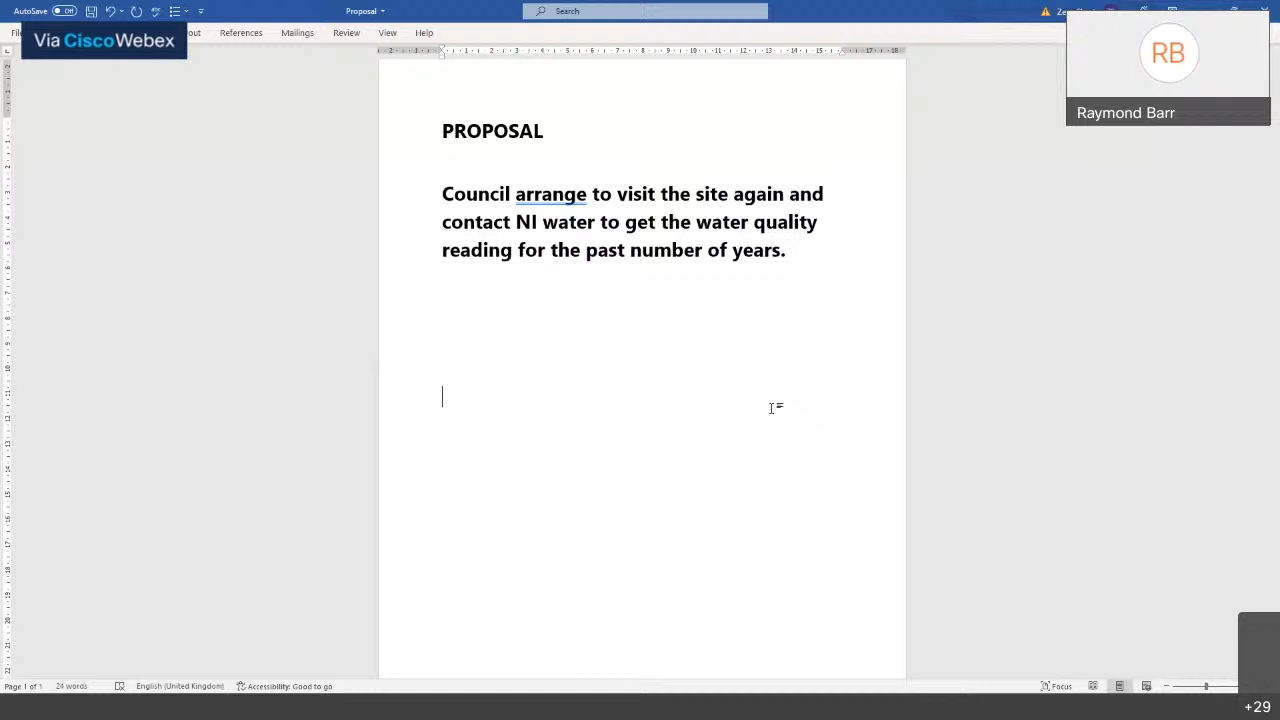 AutoSave Off Proposal Search
Via CiscoWebex
References Mailings Review View Help
RB
Raymond Barr
PROPOSAL
Council arrange to visit the site again and
contact NI water to get the water quality
reading for the past number of years.
Page 1 of 1 24 words English (United Kingdom) Accessibility: Good to go Focus
+29